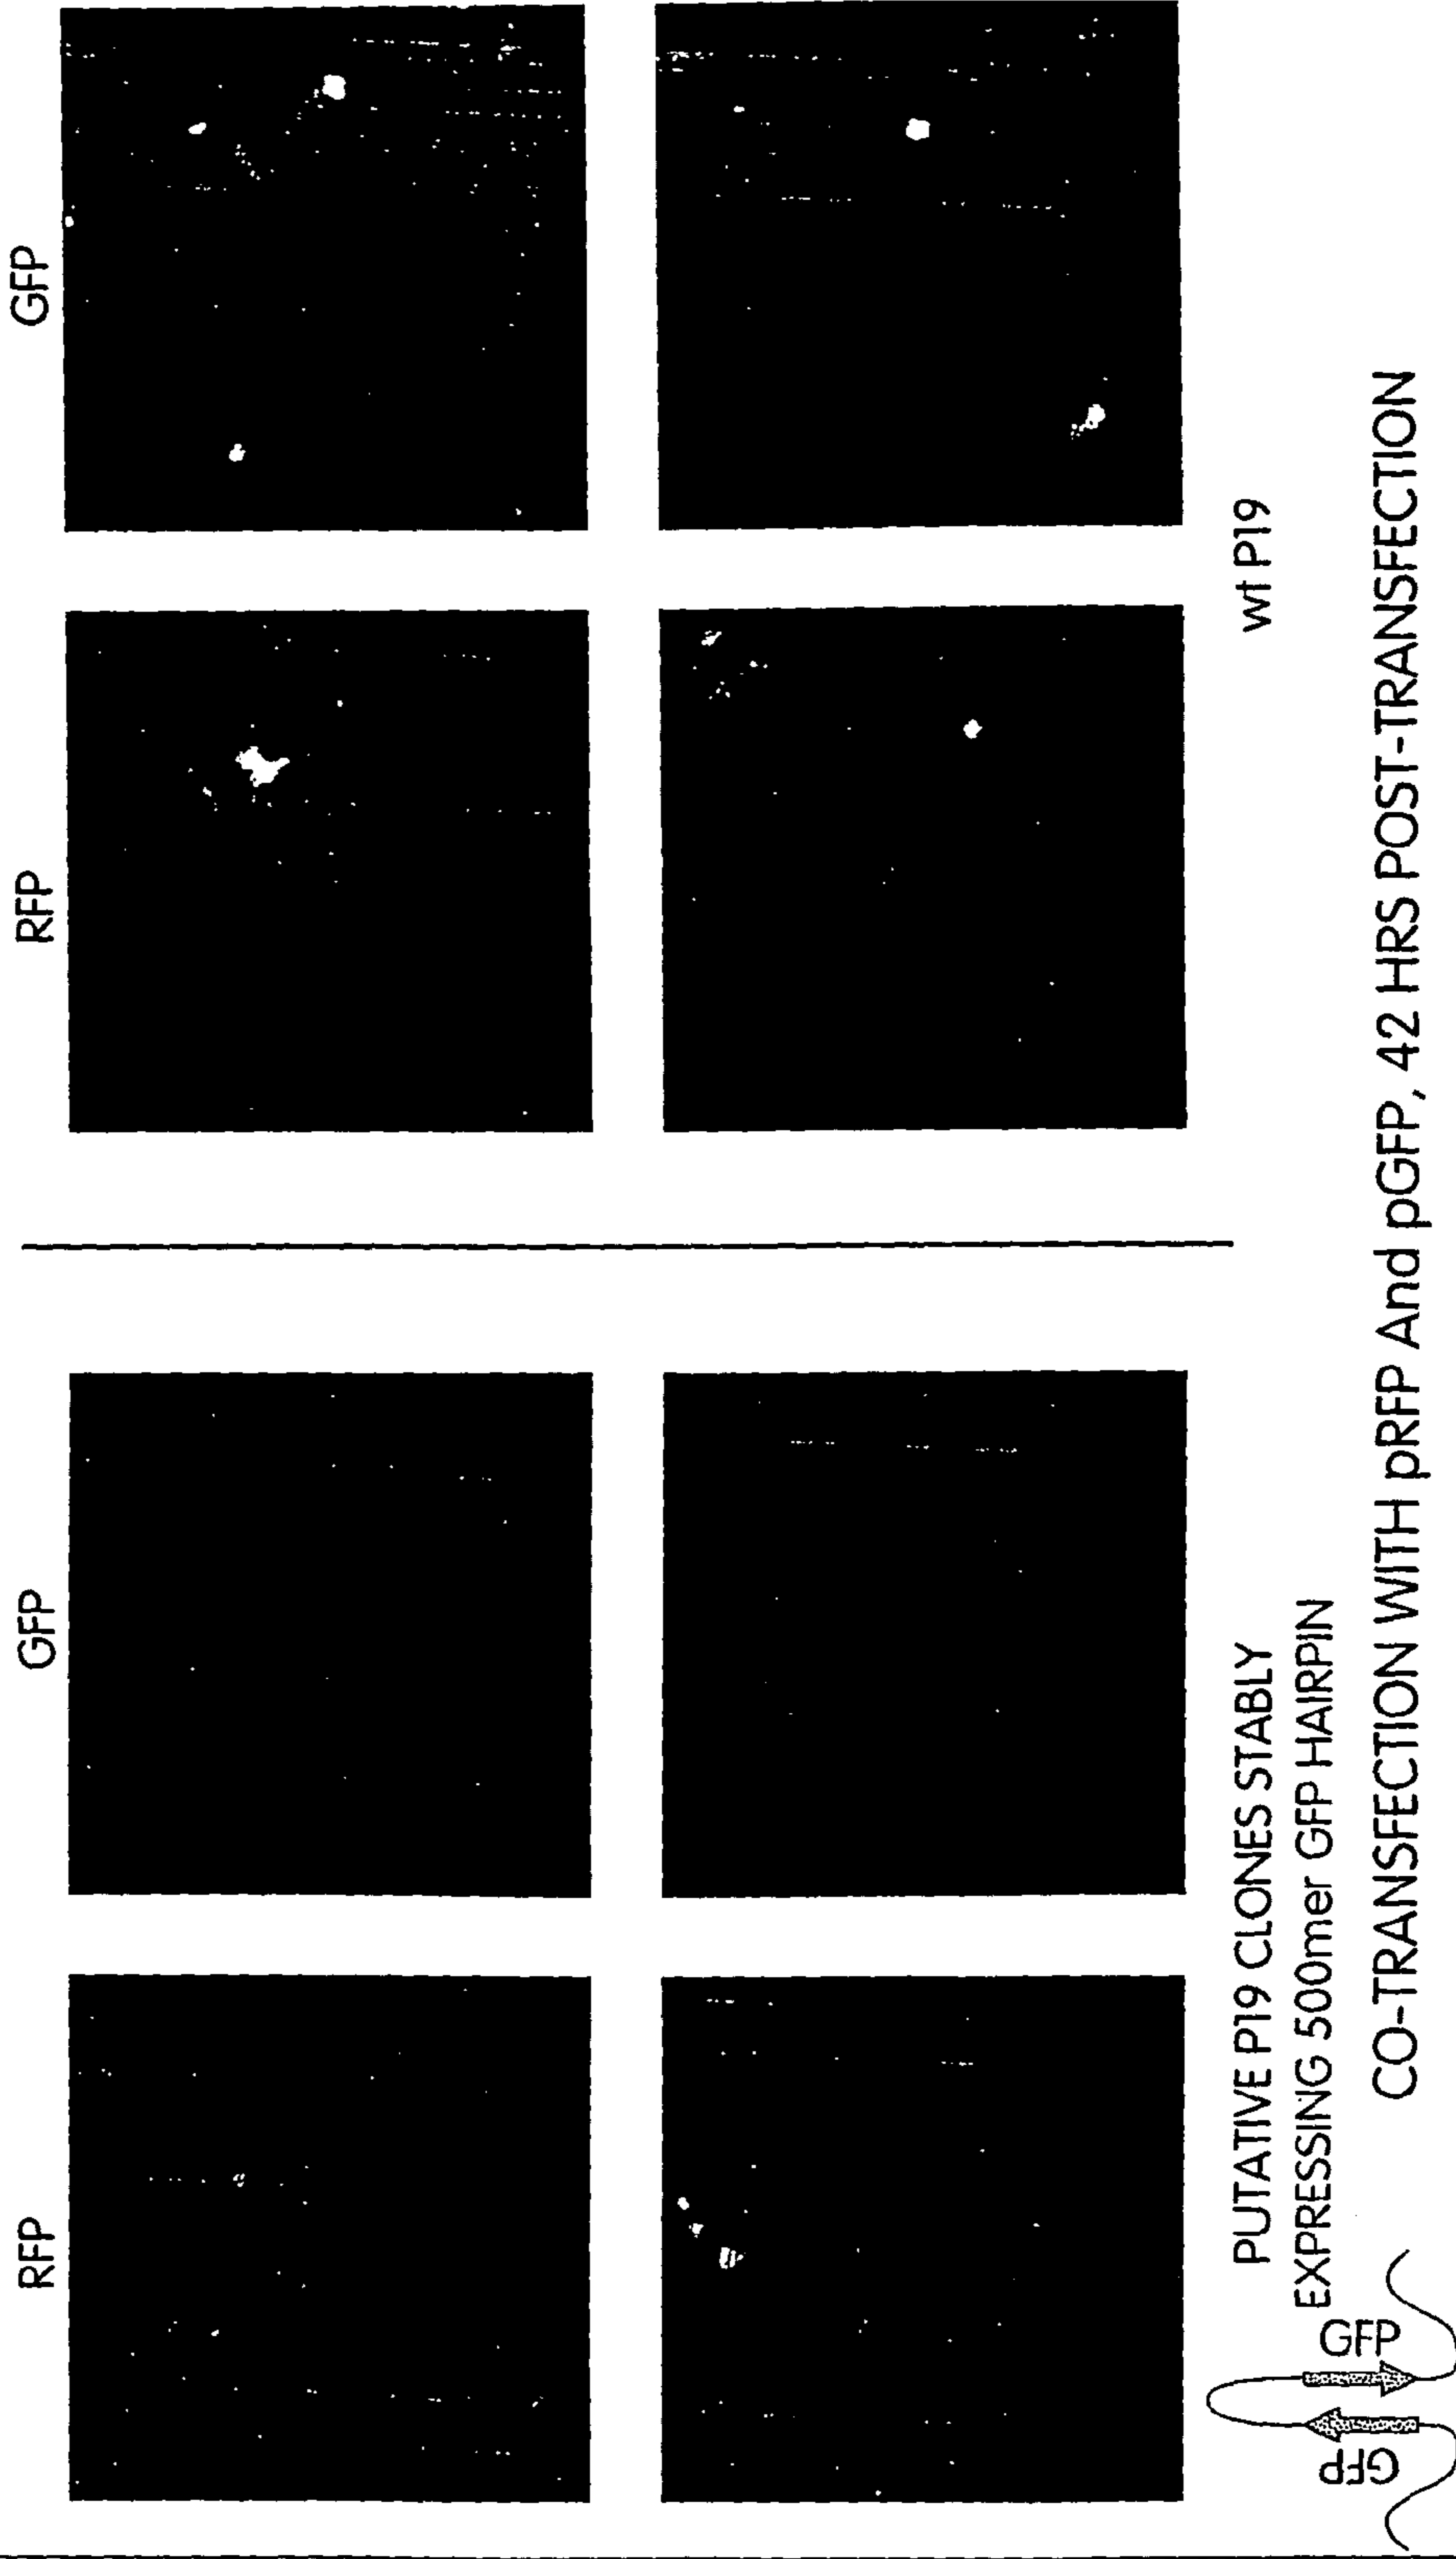 RFP
GFP
RFP
GFP
PUTATIVE P19 CLONES STABLY
EXPRESSING 500mer GFP HAIRPIN
wt P19
GFP
GFP
CO-TRANSFECTION WITH pRFP And pGFP, 42 HRS POST-TRANSFECTION